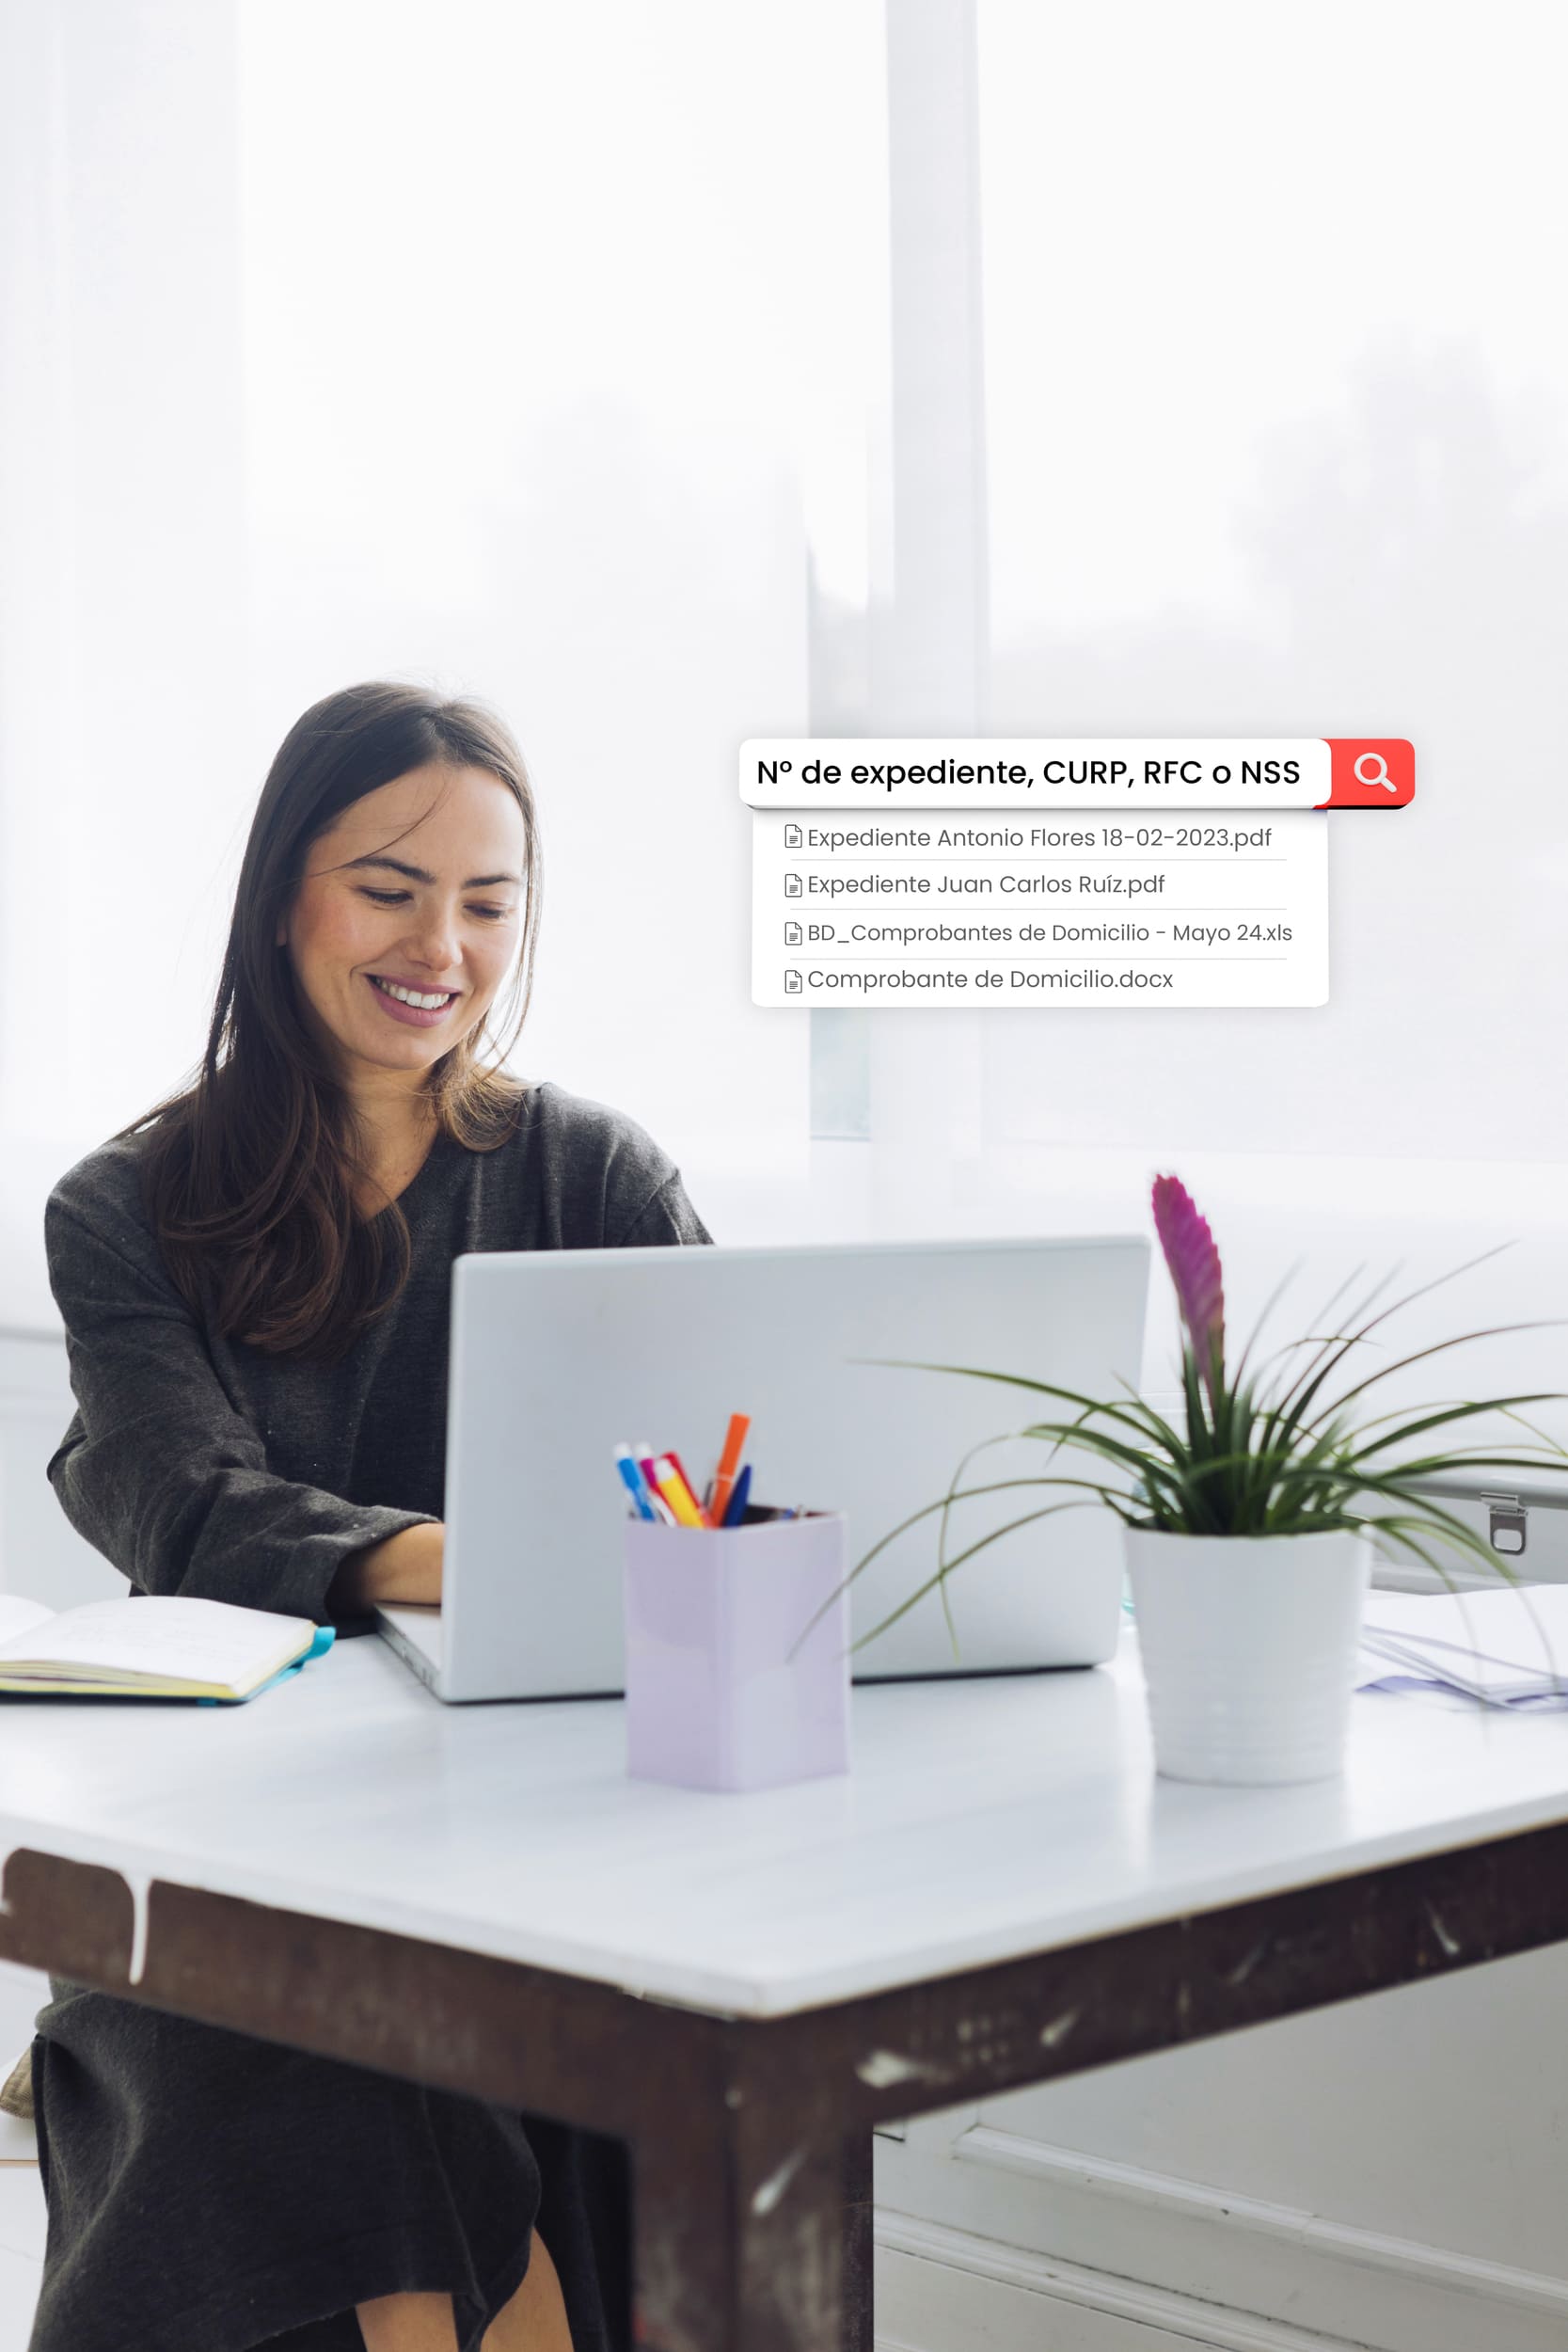 Nº de expediente, CURP, RFC o NSS
Expediente Antonio Flores 18-02-2023.pdf
Expediente Juan Carlos Ruíz.pdf
BD_Comprobantes de Domicilio - Mayo 24.xls
Comprobante de Domicilio.docx